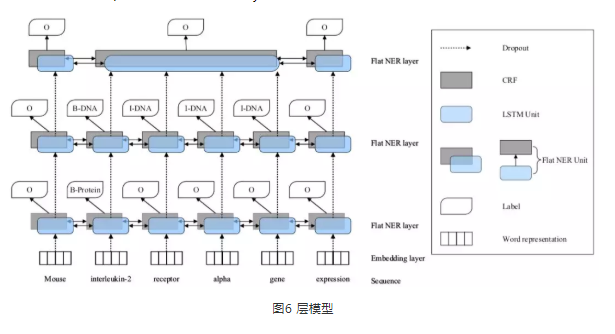 O O O
Flat NER layer
O B-DNA I-DNA I-DNA I-DNA O
Flat NER layer
O B-Protein O O O O
Flat NER layer
Embedding layer
Mouse interleukin-2 receptor alpha gene expression Sequence
Dropout
CRF
LSTM Unit
Flat NER Unit
Label
Word representation
图6 层模型